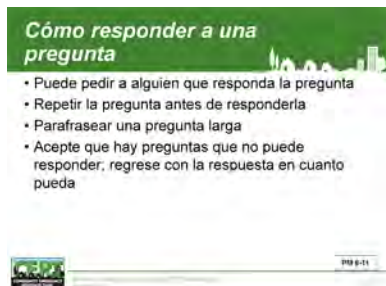 Cómo responder a una
pregunta
• Puede pedir a alguien que responda la pregunta
• Repetir la pregunta antes de responderla
• Parafrasear una pregunta larga
• Acepte que hay preguntas que no puede
responder; regrese con la respuesta en cuanto
pueda